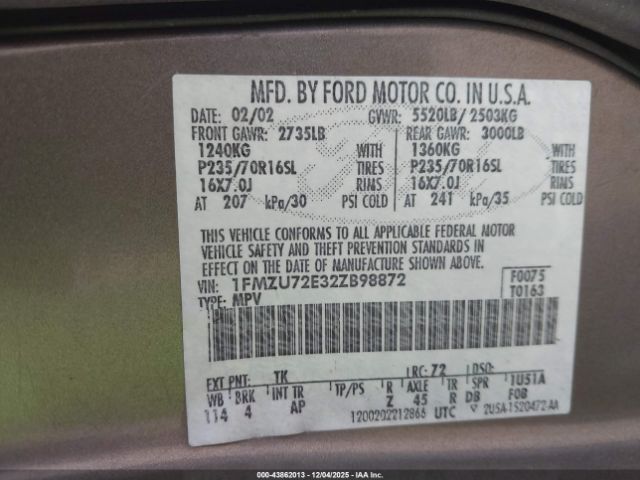 MFD. BY FORD MOTOR CO. IN U.S.A.
DATE: 02/02 GVWR: 5520LB/ 2503KG
FRONT GAWR: 2735LB REAR GAWR: 3000LB
1240KG WITH 1360KG WITH
P235/70R16SL TIRES P235/70R16SL TIRES
16X7.0J RIMS 16X7.0J RIMS
AT 207 kPa/30 PSI COLD AT 241 kPa/35 PSI COLD
THIS VEHICLE CONFORMS TO ALL APPLICABLE FEDERAL MOTOR
VEHICLE SAFETY AND THEFT PREVENTION STANDARDS IN
EFFECT ON THE DATE OF MANUFACTURE SHOWN ABOVE.
VIN: 1FMZU72E32ZB98872 F0075
TYPE: MPV T0163
EXT PNT: TK RC: 72 DSO:
WB BRK INT TR TP/PS R AXLE TR SPR 1U51A
114 4 AP Z 45 R DB F08
1200202212866 UTC 2U5A-1520472-AA
000-43862013 - 12/04/2025 - IAA Inc.